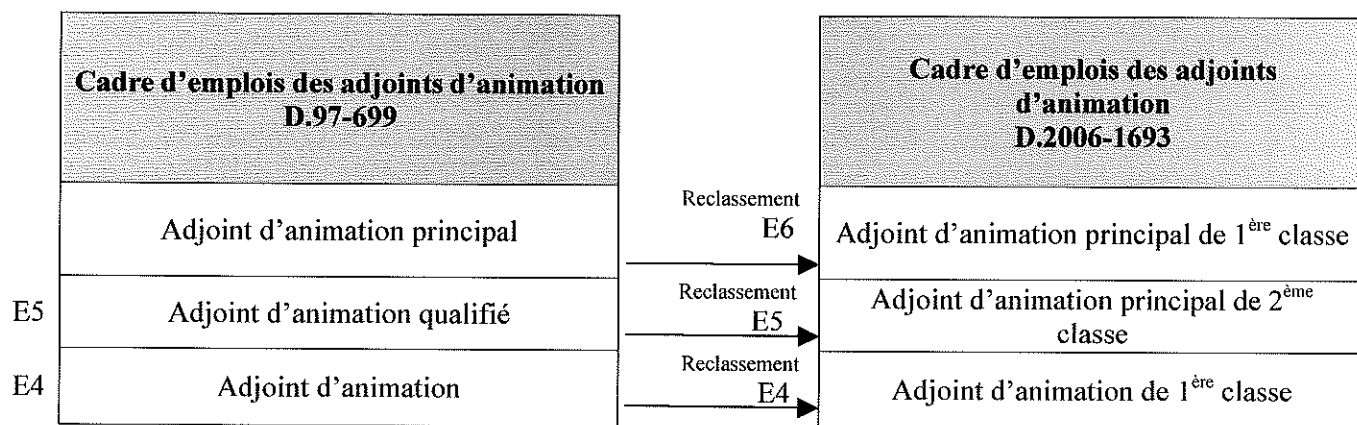 Cadre d'emplois des adjoints d'animation
D.97-699
Cadre d'emplois des adjoints
d'animation
D.2006-1693
Adjoint d'animation principal
Reclassement
E6
Adjoint d'animation principal de 1ère classe
E5
Adjoint d'animation qualifié
Reclassement
E5
Adjoint d'animation principal de 2ème
classe
E4
Adjoint d'animation
Reclassement
E4
Adjoint d'animation de 1ère classe